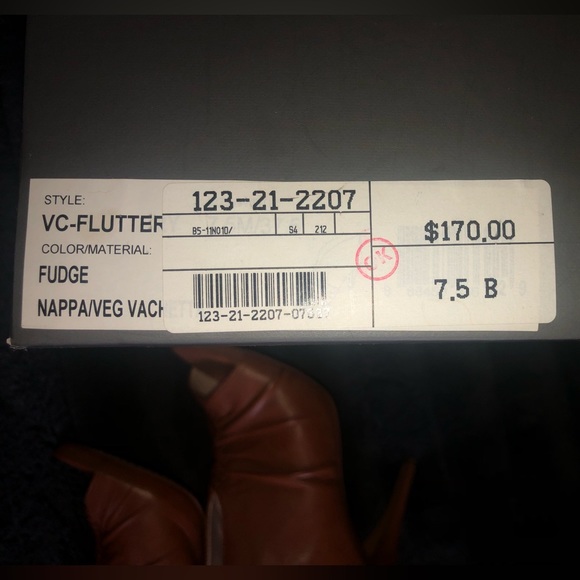 STYLE:
VC-FLUTTER
COLOR/MATERIAL:
FUDGE
NAPPA/VEG VACH
123-21-2207
B5-11N010/ S4 212
$170.00
OK
7.5 B
123-21-2207-07